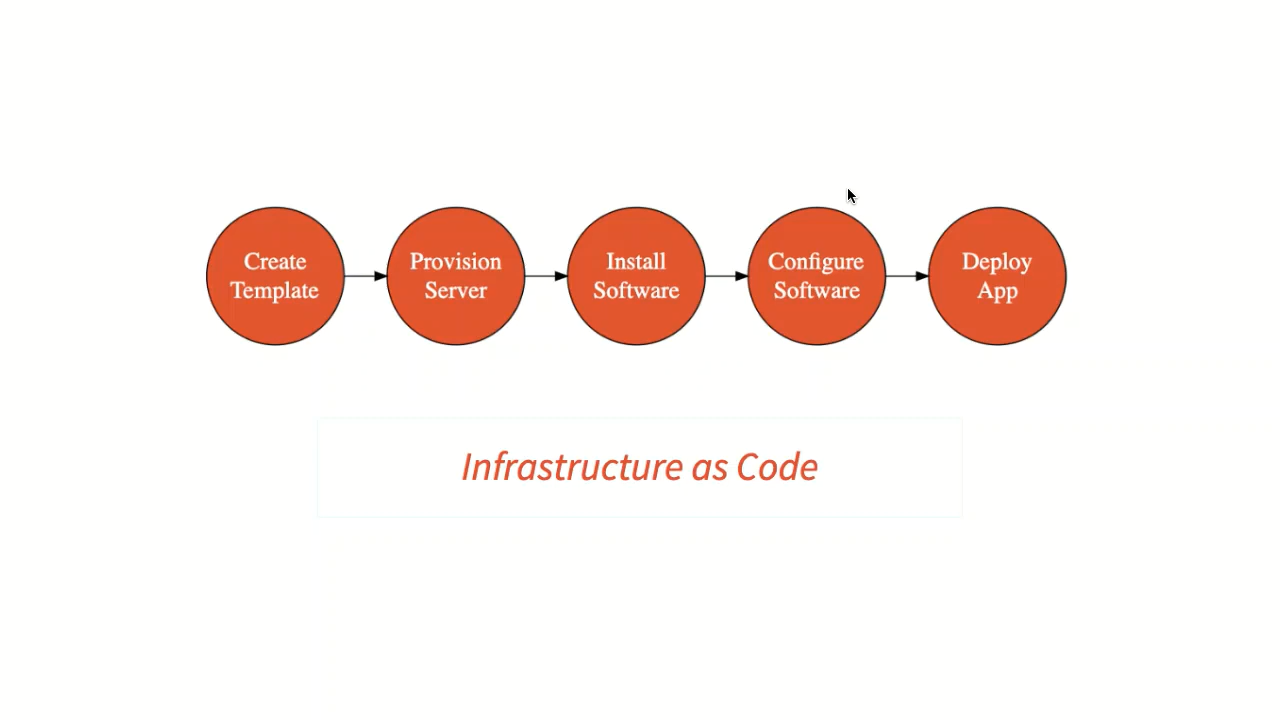 Create
Template
Provision
Server
Install
Software
Configure
Software
Deploy
App
Infrastructure as Code